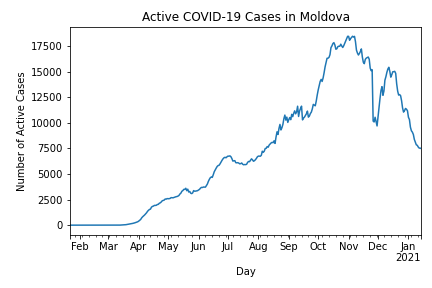 Active COVID-19 Cases in Moldova
Number of Active Cases
17500
15000
12500
10000
7500
5000
2500
0
Feb Mar Apr May Jun Jul Aug Sep Oct Nov Dec Jan
2021
Day